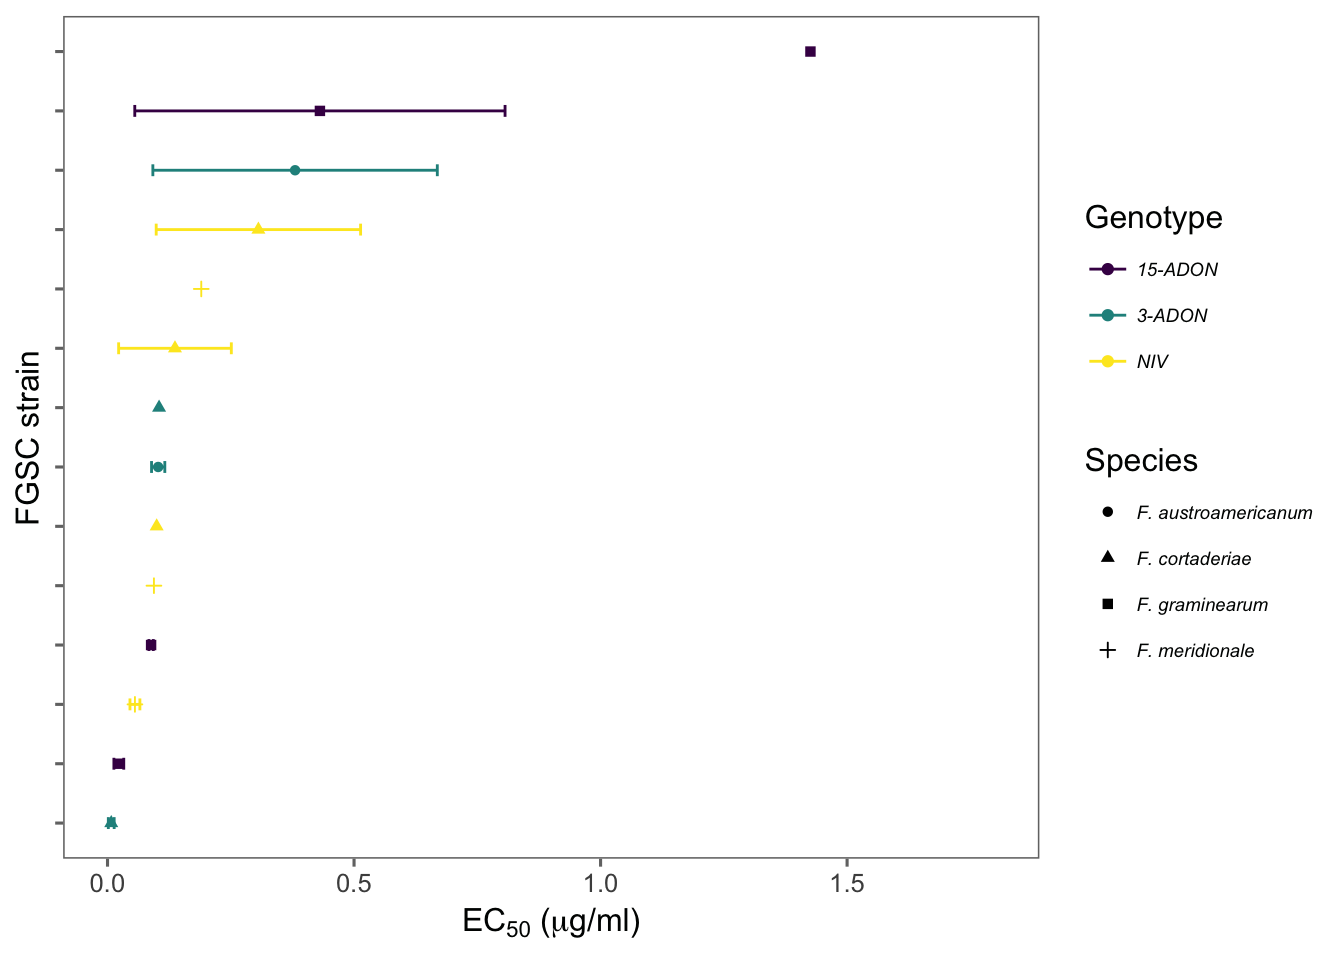 FGSC strain
0.0 0.5 1.0 1.5
EC50 (μg/ml)
Genotype
15-ADON
3-ADON
NIV
Species
F. austroamericanum
F. cortaderiae
F. graminearum
F. meridionale